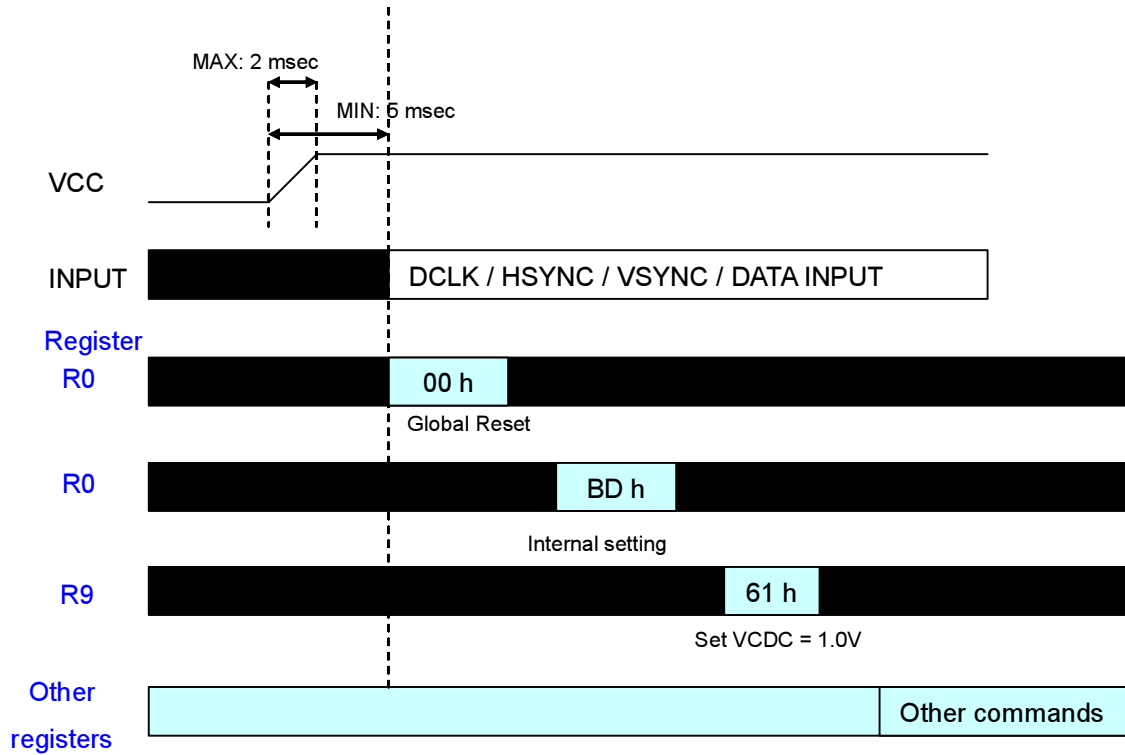 MAX: 2 msec
MIN: 5 msec
VCC
INPUT
DCLK / HSYNC / VSYNC / DATA INPUT
Register
R0
00 h
Global Reset
R0
BD h
Internal setting
R9
61 h
Set VCDC = 1.0V
Other
registers
Other commands